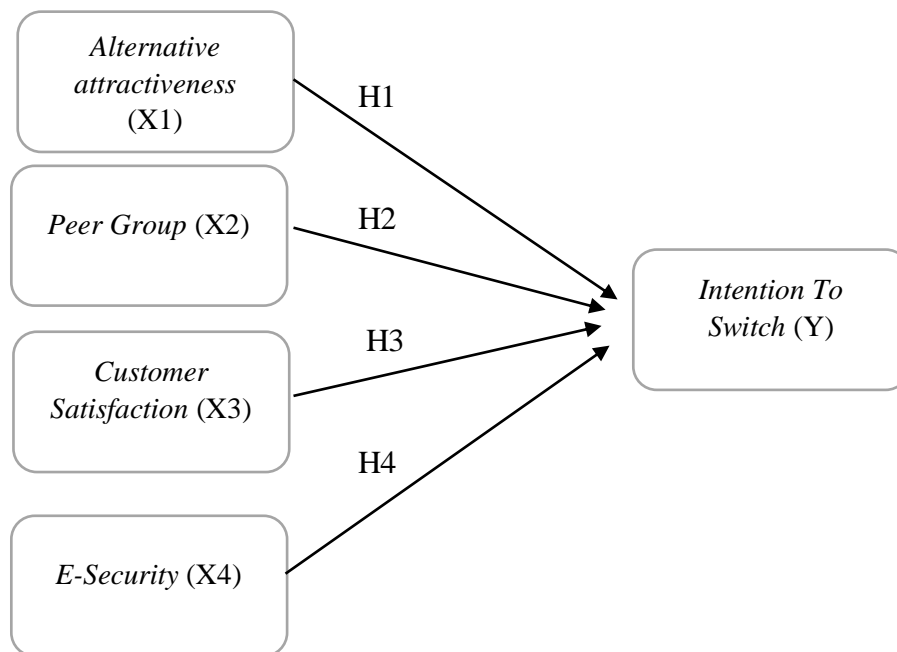 Alternative
attractiveness
(X1)
H1
Peer Group (X2)
H2
Customer
Satisfaction (X3)
H3
E-Security (X4)
H4
Intention To
Switch (Y)